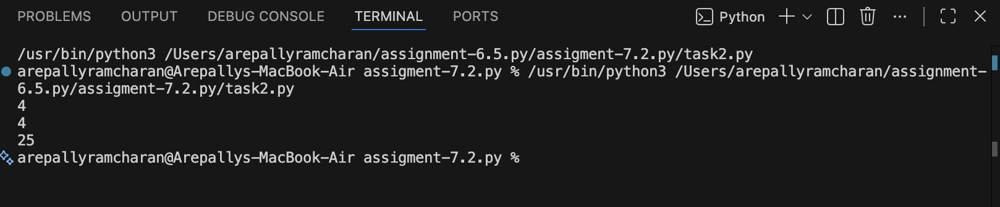 PROBLEMS OUTPUT DEBUG CONSOLE TERMINAL PORTS Python
/usr/bin/python3 /Users/arepallyramcharan/assignment-6.5.py/assigment-7.2.py/task2.py
arepallyramcharan@Arepallys-MacBook-Air assigment-7.2.py % /usr/bin/python3 /Users/arepallyramcharan/assignment-
6.5.py/assigment-7.2.py/task2.py
4
4
25
arepallyramcharan@Arepallys-MacBook-Air assigment-7.2.py %